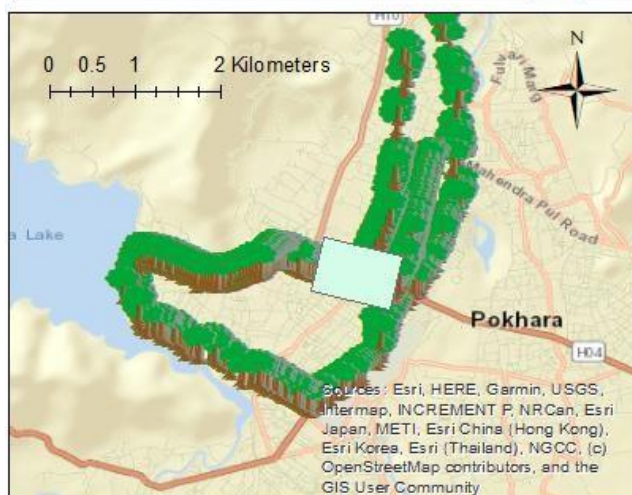 H10
N
0 0.5 1 2 Kilometers
Mahendra Pul Road
Lake
Pokhara
H04
Sources: Esri, HERE, Garmin, USGS,
Intermap, INCREMENT P, NRCan, Esri
Japan, METI, Esri China (Hong Kong),
Esri Korea, Esri (Thailand), NGCC, (c)
OpenStreetMap contributors, and the
GIS User Community